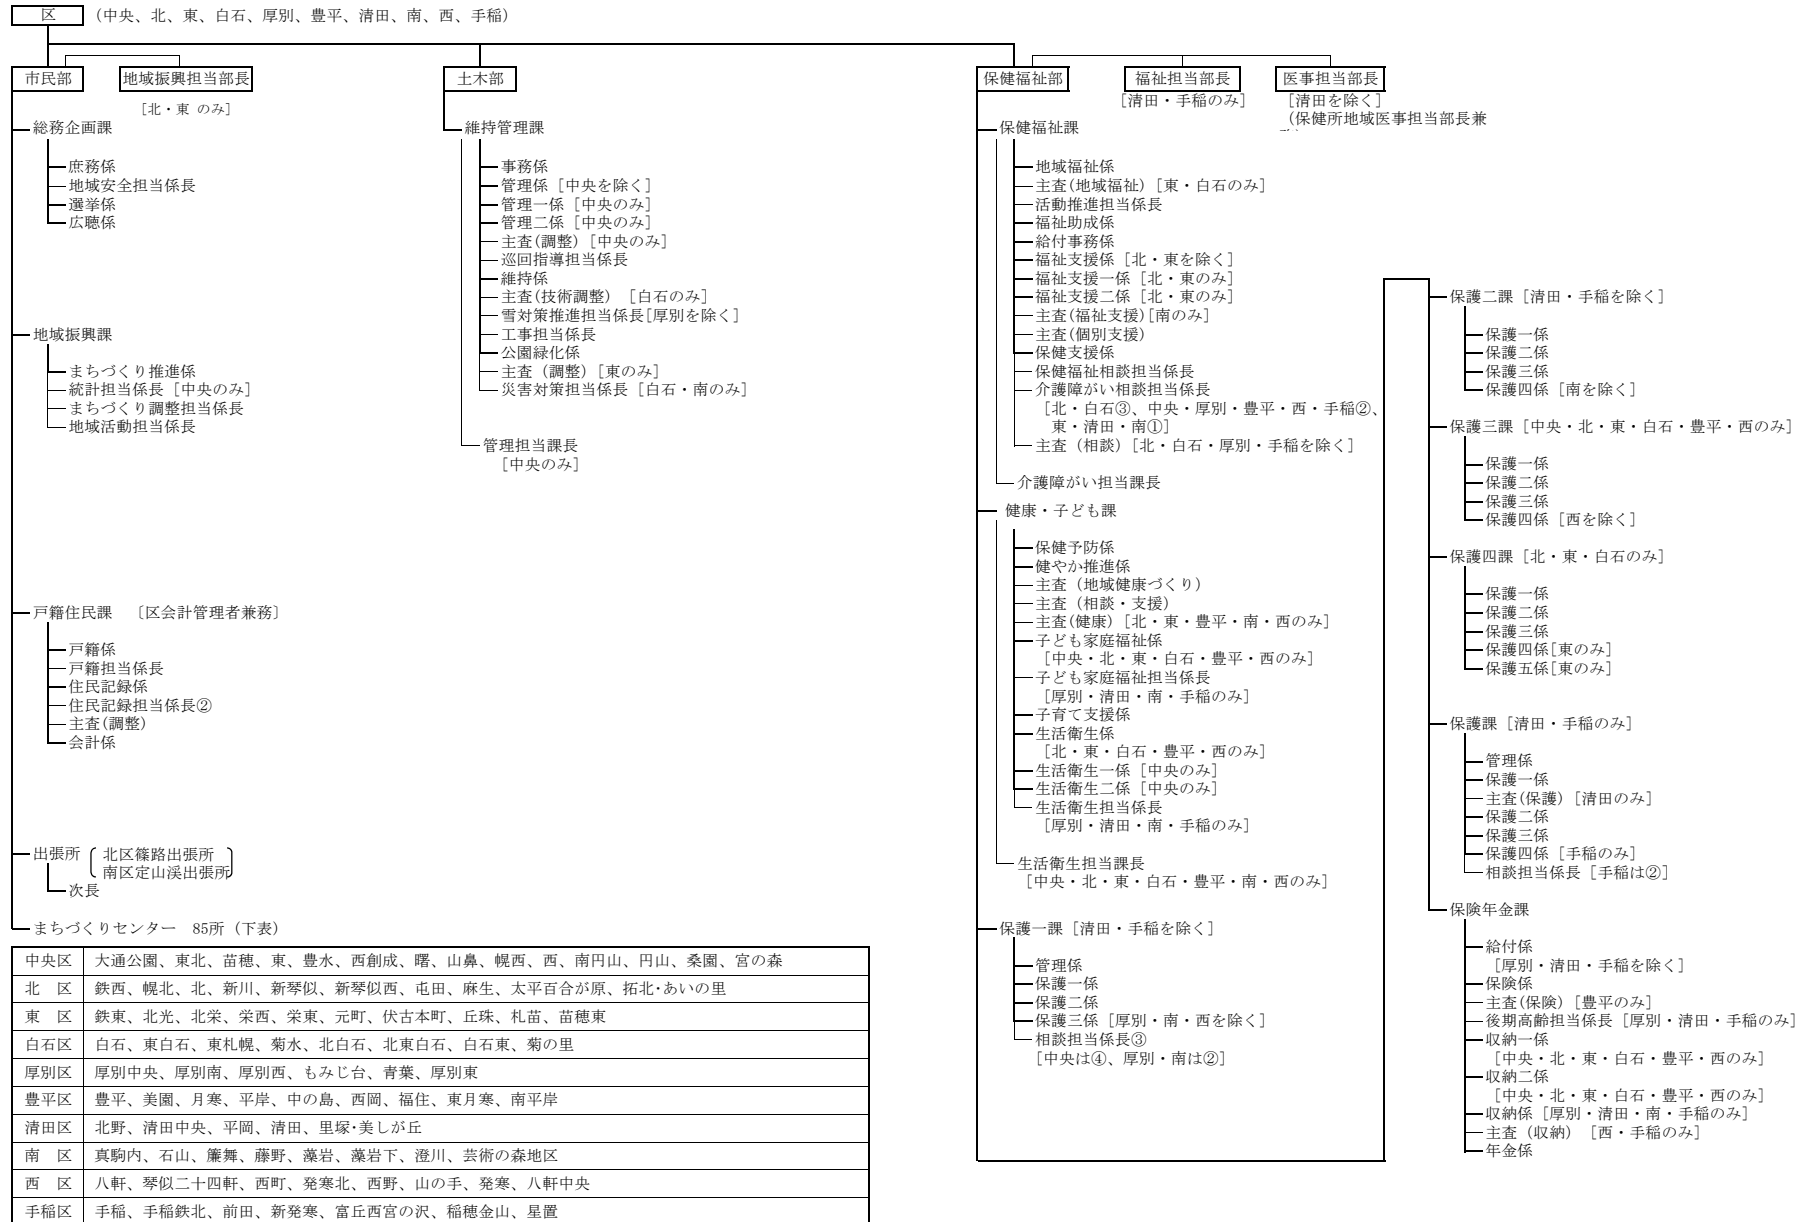 区 (中央、北、東、白石、厚別、豊平、清田、南、西、手稲)
市民部
地域振興担当部長
[北・東 のみ]
総務企画課
庶務係
地域安全担当係長
選挙係
広聴係
地域振興課
まちづくり推進係
統計担当係長［中央のみ］
まちづくり調整担当係長
地域活動担当係長
戸籍住民課 〔区会計管理者兼務〕
戸籍係
戸籍担当係長
住民記録係
住民記録担当係長②
主査(調整)
会計係
出張所
北区篠路出張所
南区定山渓出張所
次長
まちづくりセンター 85所（下表）
土木部
維持管理課
事務係
管理係［中央を除く］
管理一係［中央のみ］
管理二係［中央のみ］
主査(調整)［中央のみ］
巡回指導担当係長
維持係
主査(技術調整) ［白石のみ］
雪対策推進担当係長[厚別を除く］
工事担当係長
公園緑化係
主査（調整）［東のみ］
災害対策担当係長［白石・南のみ］
管理担当課長
［中央のみ］
保健福祉部
福祉担当部長
［清田・手稲のみ］
医事担当部長
［清田を除く］
（保健所地域医事担当部長兼
保健福祉課
地域福祉係
主査(地域福祉)［東・白石のみ］
活動推進担当係長
福祉助成係
給付事務係
福祉支援係［北・東を除く］
福祉支援一係［北・東のみ］
福祉支援二係［北・東のみ］
主査(福祉支援)[南のみ］
主査(個別支援)
保健支援係
保健福祉相談担当係長
介護障がい相談担当係長
［北・白石③、中央・厚別・豊平・西・手稲②、
東・清田・南①］
主査（相談）［北・白石・厚別・手稲を除く］
介護障がい担当課長
健康・子ども課
保健予防係
健やか推進係
主査（地域健康づくり）
主査（相談・支援）
主査(健康)［北・東・豊平・南・西のみ］
子ども家庭福祉係
［中央・北・東・白石・豊平・西のみ］
子ども家庭福祉担当係長
［厚別・清田・南・手稲のみ］
子育て支援係
生活衛生係
［北・東・白石・豊平・西のみ］
生活衛生一係［中央のみ］
生活衛生二係［中央のみ］
生活衛生担当係長
［厚別・清田・南・手稲のみ］
生活衛生担当課長
［中央・北・東・白石・豊平・南・西のみ］
保護一課［清田・手稲を除く］
管理係
保護一係
保護二係
保護三係［厚別・南・西を除く］
相談担当係長③
［中央は④、厚別・南は②］
保護二課［清田・手稲を除く］
保護一係
保護二係
保護三係
保護四係［南を除く］
保護三課［中央・北・東・白石・豊平・西のみ］
保護一係
保護二係
保護三係
保護四係［西を除く］
保護四課［北・東・白石のみ］
保護一係
保護二係
保護三係
保護四係[東のみ］
保護五係[東のみ］
保護課［清田・手稲のみ］
管理係
保護一係
主査(保護)［清田のみ］
保護二係
保護三係
保護四係［手稲のみ］
相談担当係長［手稲は②］
保険年金課
給付係
［厚別・清田・手稲を除く］
保険係
主査(保険)［豊平のみ］
後期高齢担当係長［厚別・清田・手稲のみ］
収納一係
［中央・北・東・白石・豊平・西のみ］
収納二係
［中央・北・東・白石・豊平・西のみ］
収納係［厚別・清田・南・手稲のみ］
主査（収納）［西・手稲のみ］
年金係
中央区 大通公園、東北、苗穂、東、豊水、西創成、曙、山鼻、幌西、西、南円山、円山、桑園、宮の森
北 区 鉄西、幌北、北、新川、新琴似、新琴似西、屯田、麻生、太平百合が原、拓北･あいの里
東 区 鉄東、北光、北栄、栄西、栄東、元町、伏古本町、丘珠、札苗、苗穂東
白石区 白石、東白石、東札幌、菊水、北白石、北東白石、白石東、菊の里
厚別区 厚別中央、厚別南、厚別西、もみじ台、青葉、厚別東
豊平区 豊平、美園、月寒、平岸、中の島、西岡、福住、東月寒、南平岸
清田区 北野、清田中央、平岡、清田、里塚･美しが丘
南 区 真駒内、石山、簾舞、藤野、藻岩、藻岩下、澄川、芸術の森地区
西 区 八軒、琴似二十四軒、西町、発寒北、西野、山の手、発寒、八軒中央
手稲区 手稲、手稲鉄北、前田、新発寒、富丘西宮の沢、稲穂金山、星置